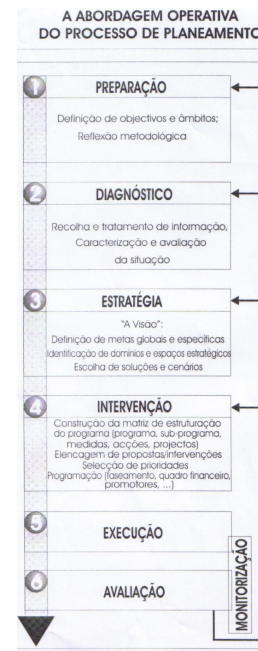 A ABORDAGEM OPERATIVA
DO PROCESSO DE PLANEAMENTO
1
PREPARAÇÃO
Definição de objectivos e âmbitos;
Reflexão metodológica
2
DIAGNÓSTICO
Recolha e tratamento de informação,
Caracterização e avaliação
da situação
3
ESTRATÉGIA
"A Visão":
Definição de metas globais e específicas
Identificação de domínios e espaços estratégicos
Escolha de soluções e cenários
4
INTERVENÇÃO
Construção da matriz de estruturação
do programa (programa, sub-programa,
medidas, acções, projectos)
Elencagem de propostas/intervenções
Selecção de prioridades
Programação (faseamento, quadro financeiro,
promotores, ...)
5
EXECUÇÃO
6
AVALIAÇÃO
MONITORIZAÇÃO